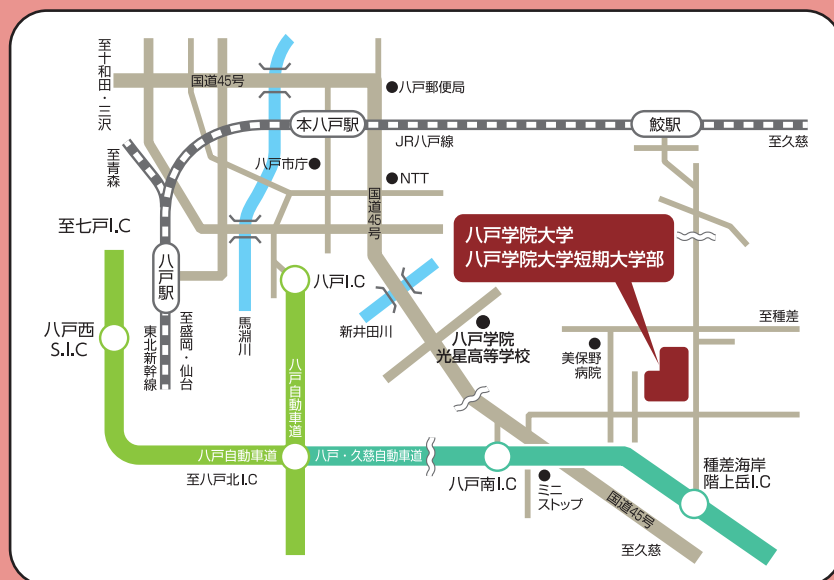 至十和田・三沢
国道45号
八戸郵便局
本八戸駅
鮫駅
JR八戸線
至久慈
至青森
八戸市庁
NTT
国道45号
至七戸I.C
八戸学院大学
八戸学院大学短期大学部
八戸駅
八戸I.C
馬淵川
新井田川
八戸西
S.I.C
東北新幹線
至盛岡・仙台
八戸学院
光星高等学校
至種差
美保野
病院
八戸自動車道
八戸自動車道
八戸・久慈自動車道
至八戸北I.C
八戸南I.C
ミニ
ストップ
種差海岸
階上岳I.C
国道45号
至久慈